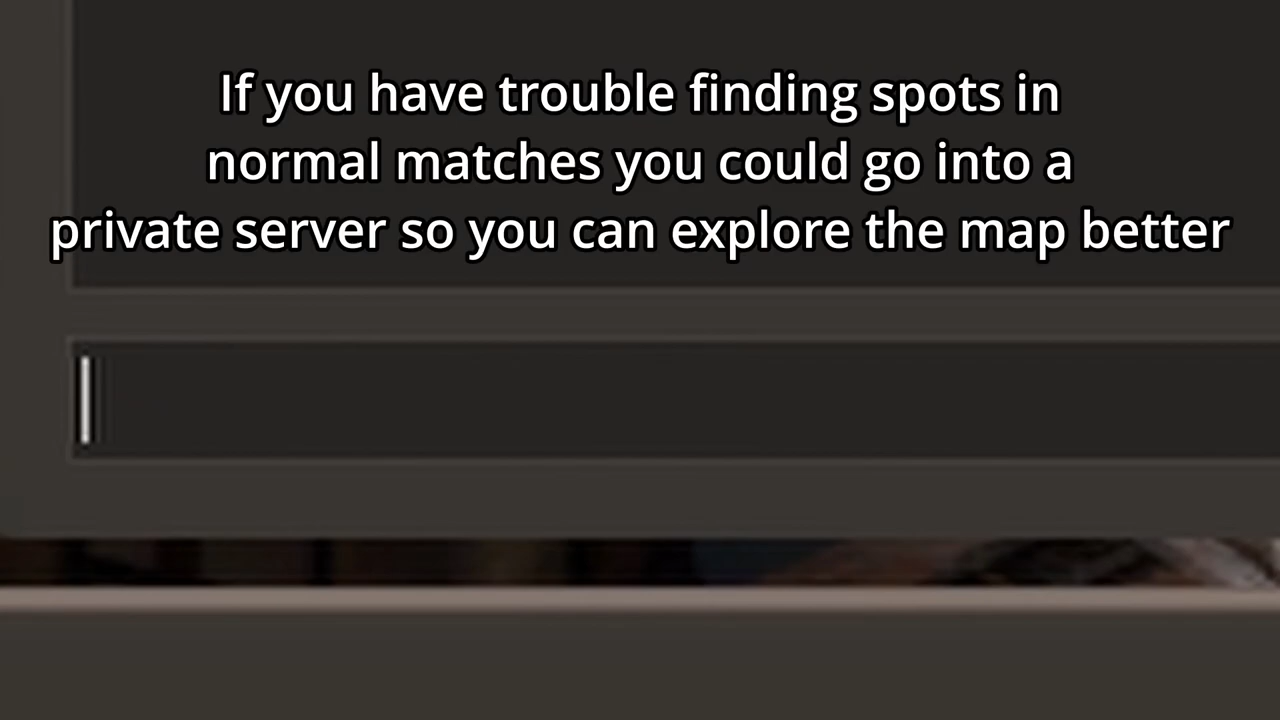 If you have trouble finding spots in
normal matches you could go into a
private server so you can explore the map better